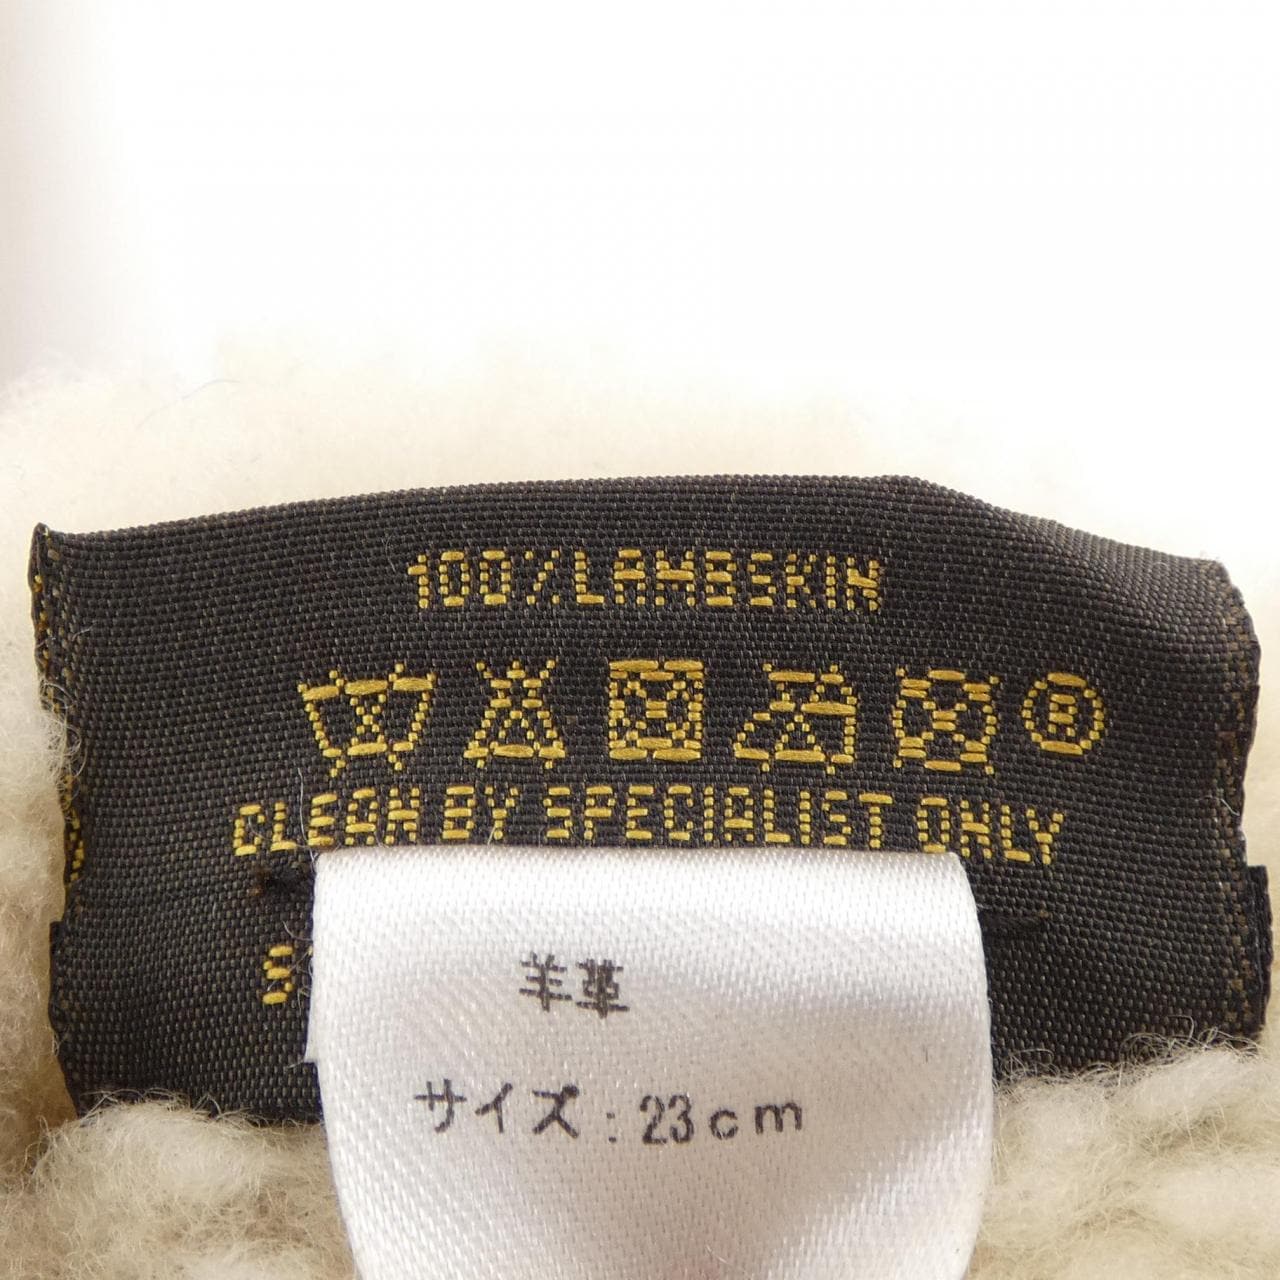 100%LAMBSKIN
CLEAN BY SPECIALIST ONLY
羊革
サイズ：23cm